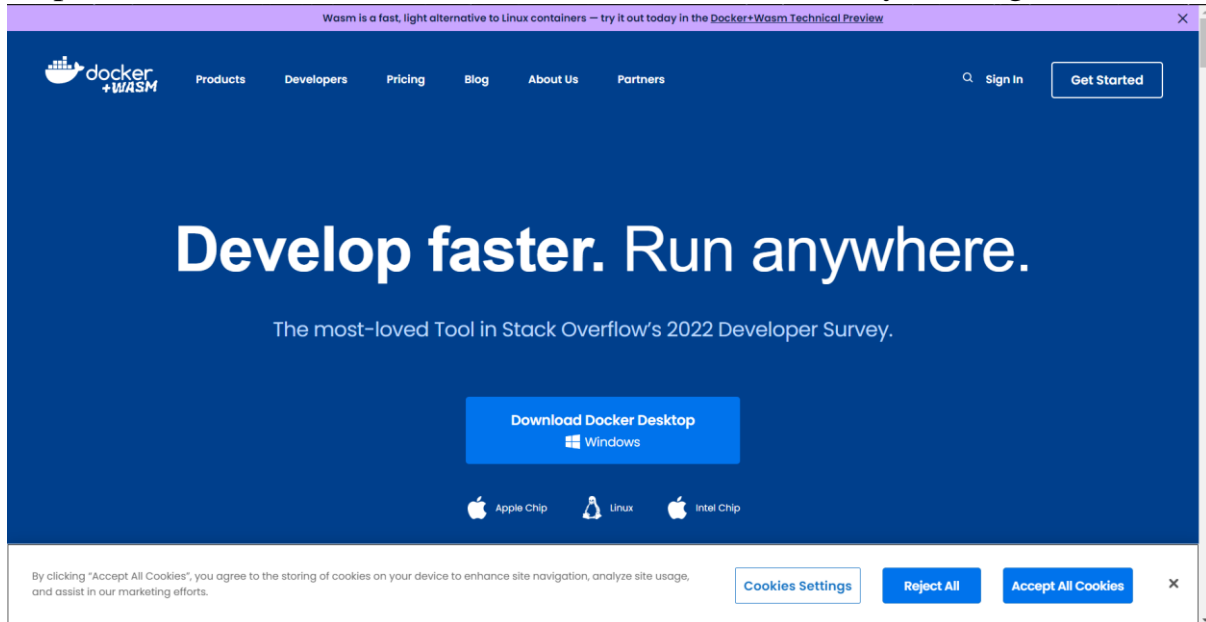 Wasm is a fast, light alternative to Linux containers — try it out today in the Docker+Wasm Technical Preview
docker
+WASM
Products Developers Pricing Blog About Us Partners Sign In Get Started
Develop faster. Run anywhere.
The most-loved Tool in Stack Overflow's 2022 Developer Survey.
Download Docker Desktop
Windows
Apple Chip Linux Intel Chip
By clicking “Accept All Cookies”, you agree to the storing of cookies on your device to enhance site navigation, analyze site usage,
and assist in our marketing efforts.
Cookies Settings Reject All Accept All Cookies